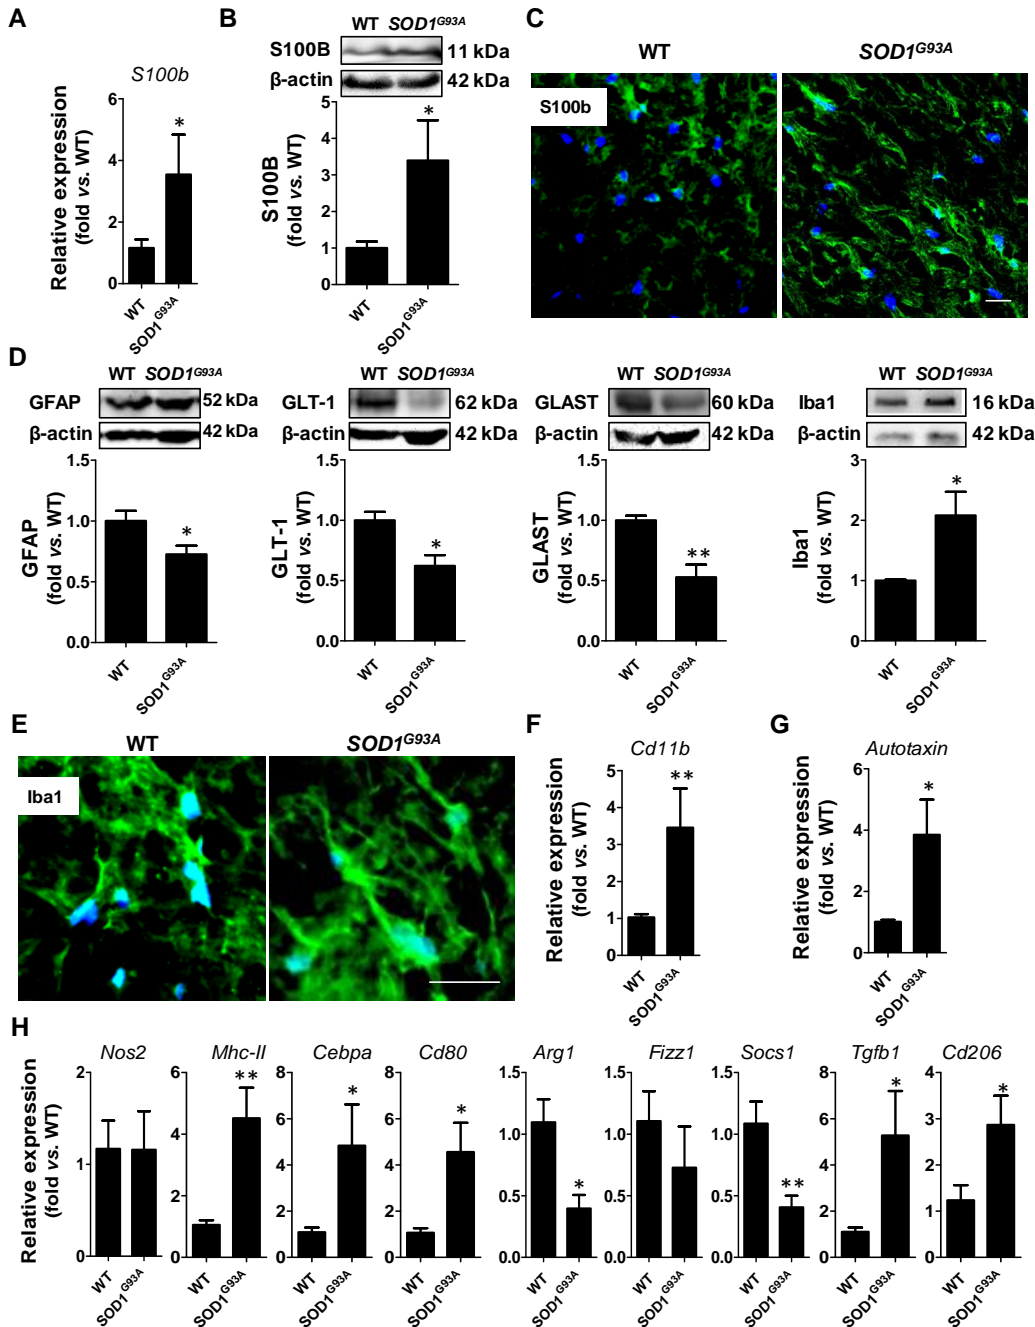 A
S100b
Relative expression
(fold vs. WT)
6
4
2
0
*
WT
SOD1G93A
B
WT SOD1G93A
S100B 11 kDa
β-actin 42 kDa
S100B
(fold vs. WT)
5
4
3
2
1
0
*
WT
SOD1G93A
C
WT SOD1G93A
S100b
D
WT SOD1G93A
GFAP 52 kDa
β-actin 42 kDa
GFAP
(fold vs. WT)
1.5
1.0
0.5
0.0
*
WT
SOD1G93A
WT SOD1G93A
GLT-1 62 kDa
β-actin 42 kDa
GLT-1
(fold vs. WT)
1.5
1.0
0.5
0.0
*
WT
SOD1G93A
WT SOD1G93A
GLAST 60 kDa
β-actin 42 kDa
GLAST
(fold vs. WT)
1.5
1.0
0.5
0.0
**
WT
SOD1G93A
WT SOD1G93A
Iba1 16 kDa
β-actin 42 kDa
Iba1
(fold vs. WT)
3
2
1
0
*
WT
SOD1G93A
E
WT SOD1G93A
Iba1
F
Cd11b
Relative expression
(fold vs. WT)
5
4
3
2
1
0
**
WT
SOD1G93A
G
Autotaxin
Relative expression
(fold vs. WT)
6
4
2
0
*
WT
SOD1G93A
H
Relative expression
(fold vs. WT)
Nos2
2
1
0
WT
SOD1G93A
Mhc-II
6
4
2
0
**
WT
SOD1G93A
Cebpa
8
6
4
2
0
*
WT
SOD1G93A
Cd80
8
6
4
2
0
*
WT
SOD1G93A
Arg1
1.5
1.0
0.5
0.0
*
WT
SOD1G93A
Fizz1
1.5
1.0
0.5
0.0
WT
SOD1G93A
Socs1
1.5
1.0
0.5
0.0
**
WT
SOD1G93A
Tgfb1
8
6
4
2
0
*
WT
SOD1G93A
Cd206
4
3
2
1
0
*
WT
SOD1G93A